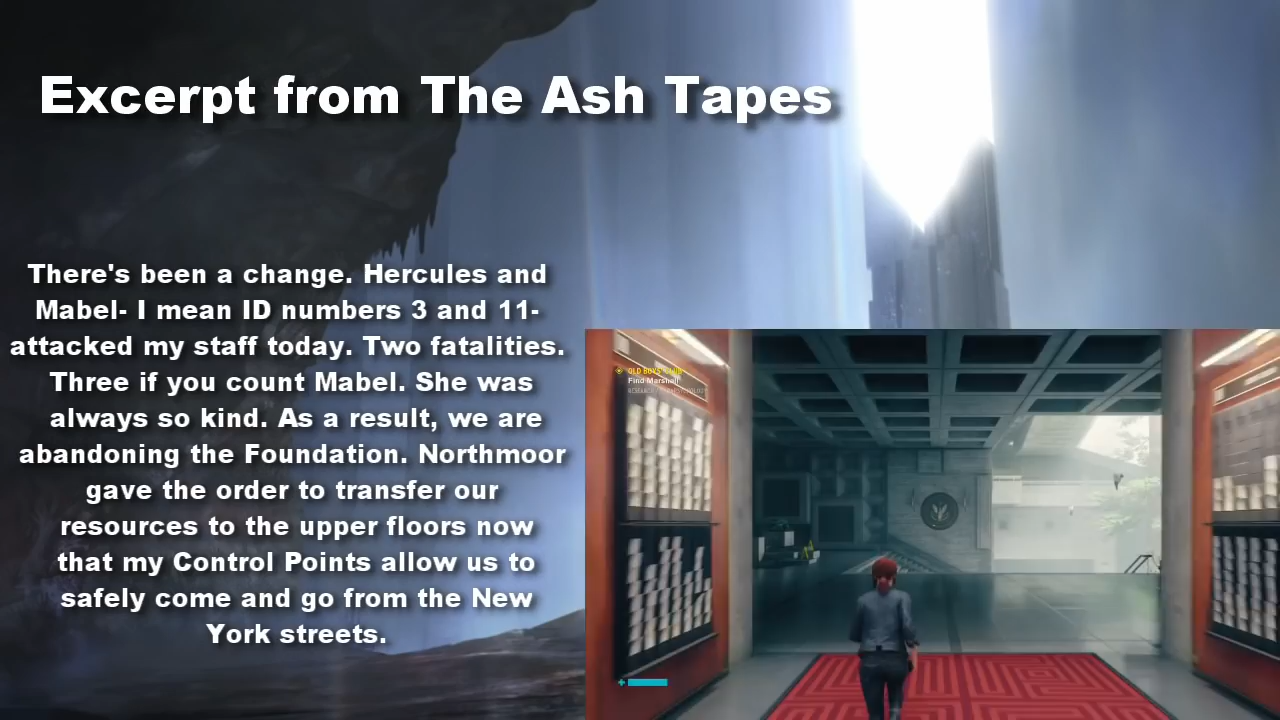 Excerpt from The Ash Tapes
There's been a change. Hercules and
Mabel- I mean ID numbers 3 and 11-
attacked my staff today. Two fatalities.
Three if you count Mabel. She was
always so kind. As a result, we are
abandoning the Foundation. Northmoor
gave the order to transfer our
resources to the upper floors now
that my Control Points allow us to
safely come and go from the New
York streets.
OLD BOYS' CLUB
Find Marshall